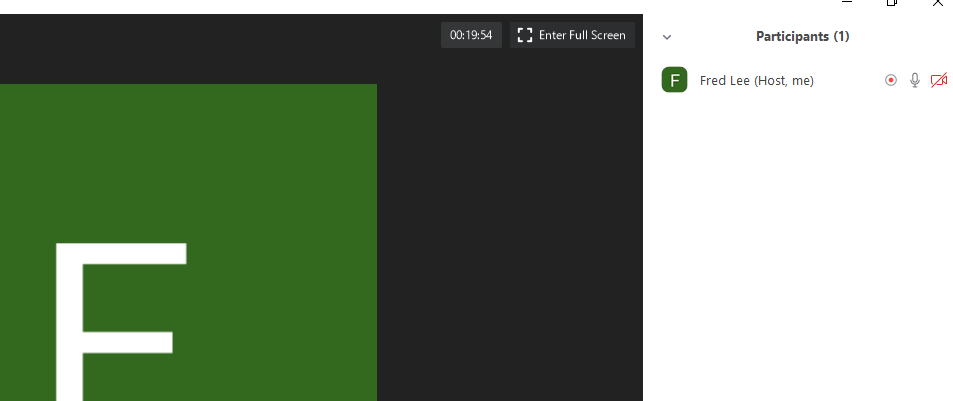 00:19:54 Enter Full Screen
F
Participants (1)
F Fred Lee (Host, me)